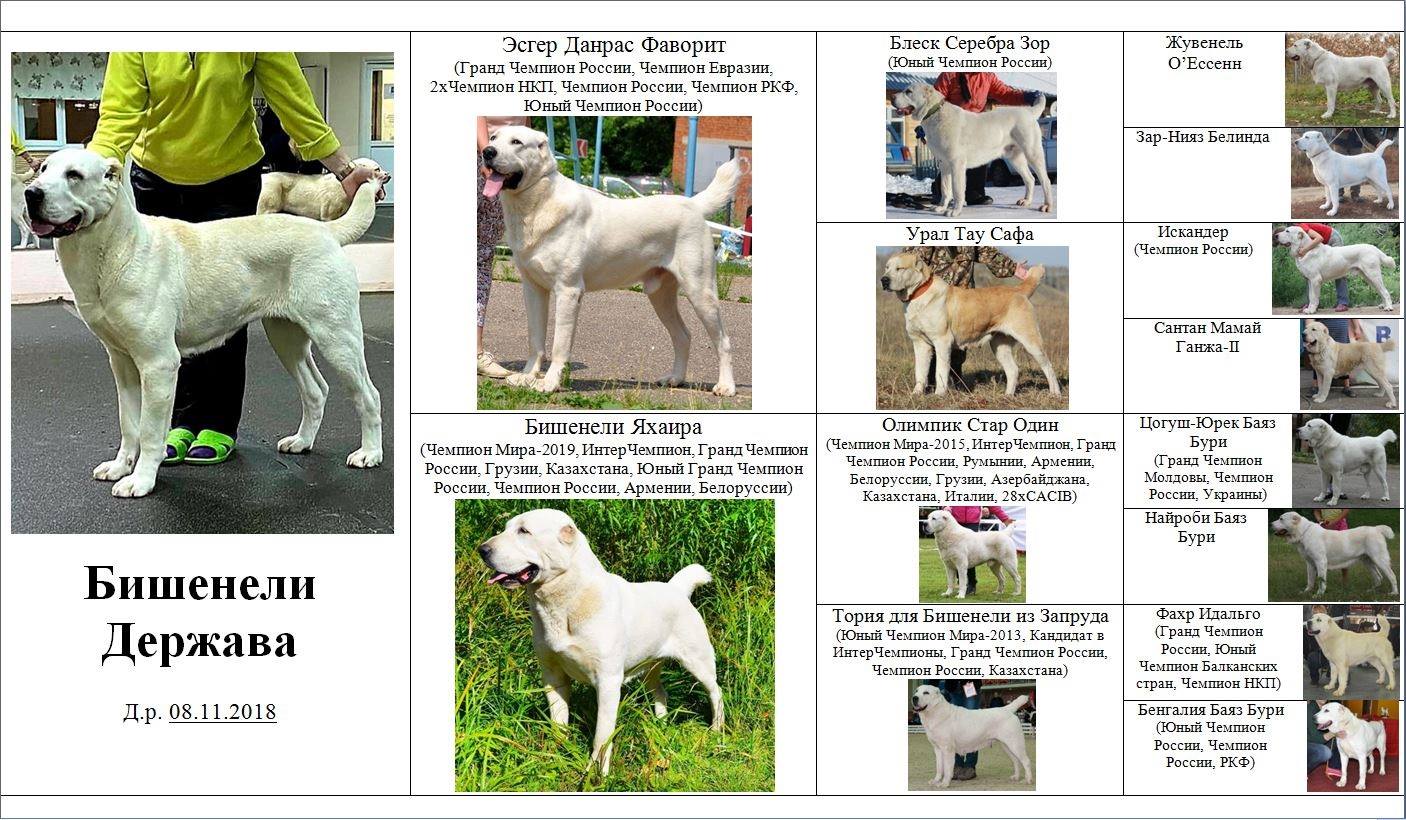 Бишенели
Держава
Д.р. 08.11.2018
Эсгер Данрас Фаворит
(Гранд Чемпион России, Чемпион Евразии,
2хЧемпион НКП, Чемпион России, Чемпион РКФ,
Юный Чемпион России)
Бишенели Яхаира
(Чемпион Мира-2019, ИнтерЧемпион, Гранд Чемпион
России, Грузии, Казахстана, Юный Гранд Чемпион
России, Чемпион России, Армении, Белоруссии)
Блеск Серебра Зор
(Юный Чемпион России)
Урал Тау Сафа
Олимпик Стар Один
(Чемпион Мира-2015, ИнтерЧемпион, Гранд
Чемпион России, Румынии, Армении,
Белоруссии, Грузии, Азербайджана,
Казахстана, Италии, 28хCACIB)
Тория для Бишенели из Запруда
(Юный Чемпион Мира-2013, Кандидат в
ИнтерЧемпионы, Гранд Чемпион России,
Чемпион России, Казахстана)
Жувенель
О’Ессенн
Зар-Нияз Белинда
Искандер
(Чемпион России)
Сантан Мамай
Ганжа-II
Цогуш-Юрек Баяз
Бури
(Гранд Чемпион
Молдовы, Чемпион
России, Украины)
Найроби Баяз
Бури
Фахр Идальго
(Гранд Чемпион
России, Юный
Чемпион Балканских
стран, Чемпион НКП)
Бенгалия Баяз Бури
(Юный Чемпион
России, Чемпион
России, РКФ)